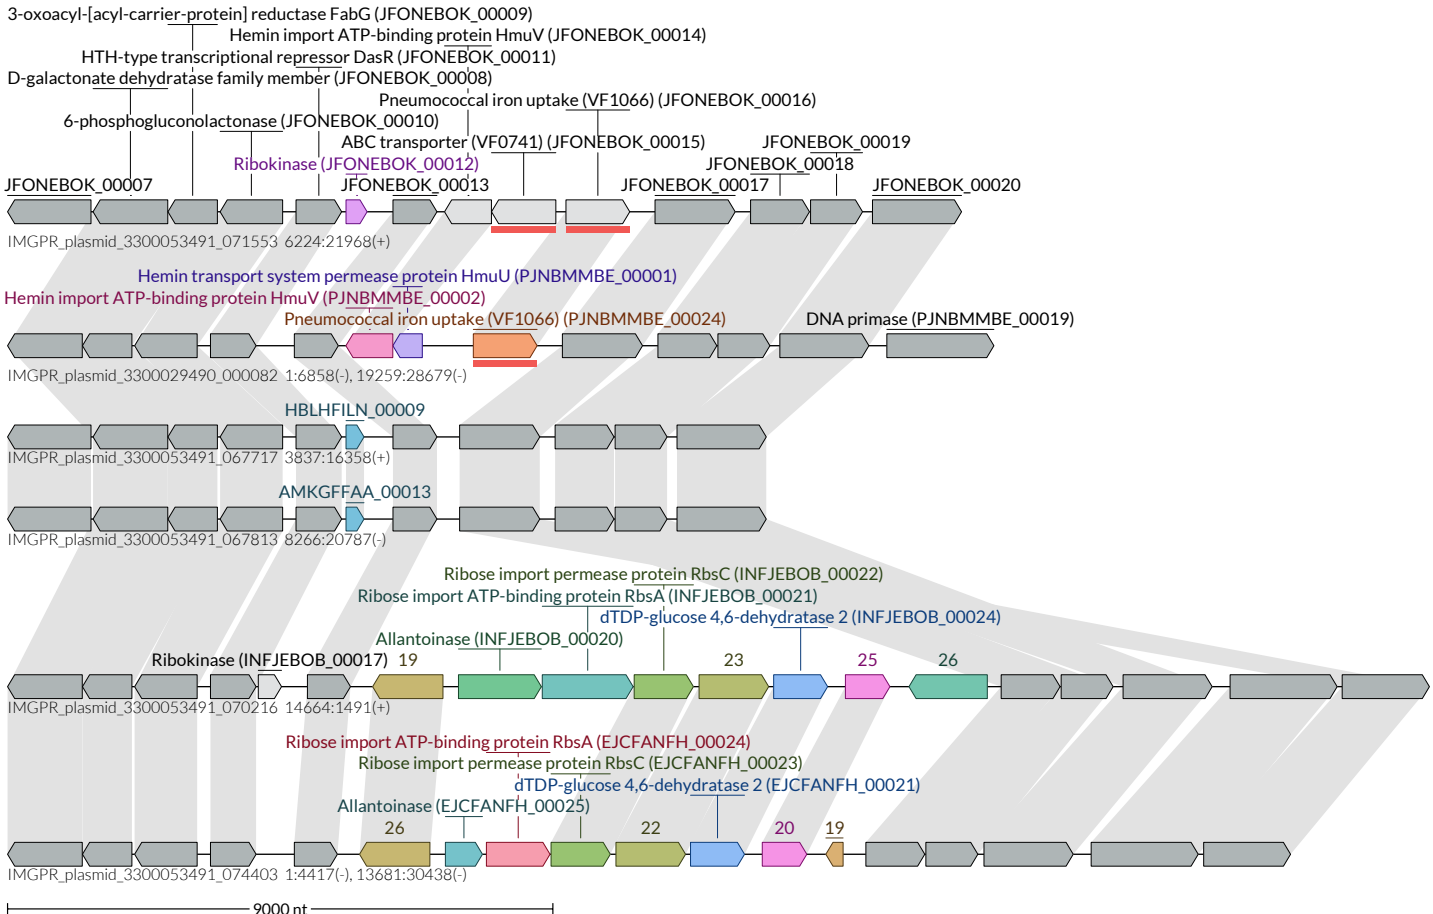 3-oxoacyl-[acyl-carrier-protein] reductase FabG (JFONEBOK_00009)
Hemin import ATP-binding protein HmuV (JFONEBOK_00014)
HTH-type transcriptional repressor DasR (JFONEBOK_00011)
D-galactonate dehydratase family member (JFONEBOK_00008)
Pneumococcal iron uptake (VF1066) (JFONEBOK_00016)
6-phosphogluconolactonase (JFONEBOK_00010)
ABC transporter (VF0741) (JFONEBOK_00015) JFONEBOK_00019
Ribokinase (JFONEBOK_00012) JFONEBOK_00018
JFONEBOK_00007 JFONEBOK_00013 JFONEBOK_00017 JFONEBOK_00020
IMGPR_plasmid_3300053491_071553 6224:21968(+)
Hemin transport system permease protein HmuU (PJNBMMBE_00001)
Hemin import ATP-binding protein HmuV (PJNBMMBE_00002)
Pneumococcal iron uptake (VF1066) (PJNBMMBE_00024) DNA primase (PJNBMMBE_00019)
IMGPR_plasmid_3300029490_000082 1:6858(-), 19259:28679(-)
HBLHFILN_00009
IMGPR_plasmid_3300053491_067717 3837:16358(+)
AMKGFFAA_00013
IMGPR_plasmid_3300053491_067813 8266:20787(-)
Ribose import permease protein RbsC (INFJEBOB_00022)
Ribose import ATP-binding protein RbsA (INFJEBOB_00021)
dTDP-glucose 4,6-dehydratase 2 (INFJEBOB_00024)
Allantoinase (INFJEBOB_00020)
Ribokinase (INFJEBOB_00017) 19 23 25 26
IMGPR_plasmid_3300053491_070216 14664:1491(+)
Ribose import ATP-binding protein RbsA (EJCFANFH_00024)
Ribose import permease protein RbsC (EJCFANFH_00023)
dTDP-glucose 4,6-dehydratase 2 (EJCFANFH_00021)
Allantoinase (EJCFANFH_00025)
26 22 20 19
IMGPR_plasmid_3300053491_074403 1:4417(-), 13681:30438(-)
9000 nt